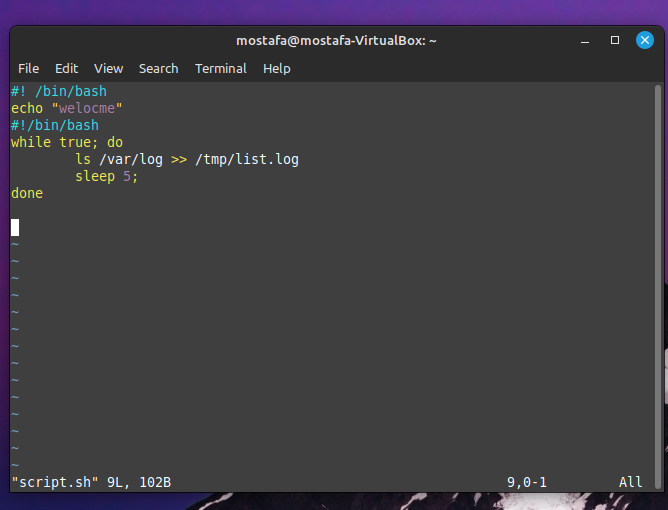 mostafa@mostafa-VirtualBox: ~
File Edit View Search Terminal Help
#! /bin/bash
echo "welocme"
#!/bin/bash
while true; do
        ls /var/log >> /tmp/list.log
        sleep 5;
done
~
~
~
~
~
~
~
~
~
~
~
~
~
~
"script.sh" 9L, 102B 9,0-1 All